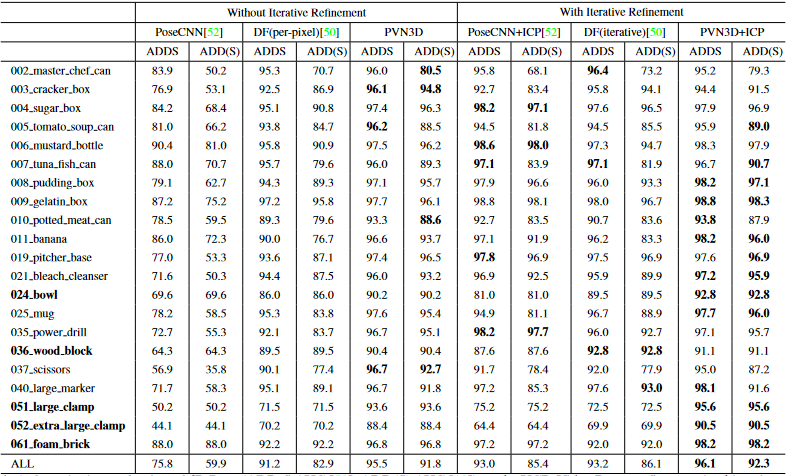 Without Iterative Refinement With Iterative Refinement
PoseCNN[52] DF(per-pixel)[50] PVN3D PoseCNN+ICP[52] DF(iterative)[50] PVN3D+ICP
ADDS ADD(S) ADDS ADD(S) ADDS ADD(S) ADDS ADD(S) ADDS ADD(S) ADDS ADD(S)
002_master_chef_can 83.9 50.2 95.3 70.7 96.0 80.5 95.8 68.1 96.4 73.2 95.2 79.3
003_cracker_box 76.9 53.1 92.5 86.9 96.1 94.8 92.7 83.4 95.8 94.1 94.4 91.5
004_sugar_box 84.2 68.4 95.1 90.8 97.4 96.3 98.2 97.1 97.6 96.5 97.9 96.9
005_tomato_soup_can 81.0 66.2 93.8 84.7 96.2 88.5 94.5 81.8 94.5 85.5 95.9 89.0
006_mustard_bottle 90.4 81.0 95.8 90.9 97.5 96.2 98.6 98.0 97.3 94.7 98.3 97.9
007_tuna_fish_can 88.0 70.7 95.7 79.6 96.0 89.3 97.1 83.9 97.1 81.9 96.7 90.7
008_pudding_box 79.1 62.7 94.3 89.3 97.1 95.7 97.9 96.6 96.0 93.3 98.2 97.1
009_gelatin_box 87.2 75.2 97.2 95.8 97.7 96.1 98.8 98.1 98.0 96.7 98.8 98.3
010_potted_meat_can 78.5 59.5 89.3 79.6 93.3 88.6 92.7 83.5 90.7 83.6 93.8 87.9
011_banana 86.0 72.3 90.0 76.7 96.6 93.7 97.1 91.9 96.2 83.3 98.2 96.0
019_pitcher_base 77.0 53.3 93.6 87.1 97.4 96.5 97.8 96.9 97.5 96.9 97.6 96.9
021_bleach_cleanser 71.6 50.3 94.4 87.5 96.0 93.2 96.9 92.5 95.9 89.9 97.2 95.9
024_bowl 69.6 69.6 86.0 86.0 90.2 90.2 81.0 81.0 89.5 89.5 92.8 92.8
025_mug 78.2 58.5 95.3 83.8 97.6 95.4 94.9 81.1 96.7 88.9 97.7 96.0
035_power_drill 72.7 55.3 92.1 83.7 96.7 95.1 98.2 97.7 96.0 92.7 97.1 95.7
036_wood_block 64.3 64.3 89.5 89.5 90.4 90.4 87.6 87.6 92.8 92.8 91.1 91.1
037_scissors 56.9 35.8 90.1 77.4 96.7 92.7 91.7 78.4 92.0 77.9 95.0 87.2
040_large_marker 71.7 58.3 95.1 89.1 96.7 91.8 97.2 85.3 97.6 93.0 98.1 91.6
051_large_clamp 50.2 50.2 71.5 71.5 93.6 93.6 75.2 75.2 72.5 72.5 95.6 95.6
052_extra_large_clamp 44.1 44.1 70.2 70.2 88.4 88.4 64.4 64.4 69.9 69.9 90.5 90.5
061_foam_brick 88.0 88.0 92.2 92.2 96.8 96.8 97.2 97.2 92.0 92.0 98.2 98.2
ALL 75.8 59.9 91.2 82.9 95.5 91.8 93.0 85.4 93.2 86.1 96.1 92.3